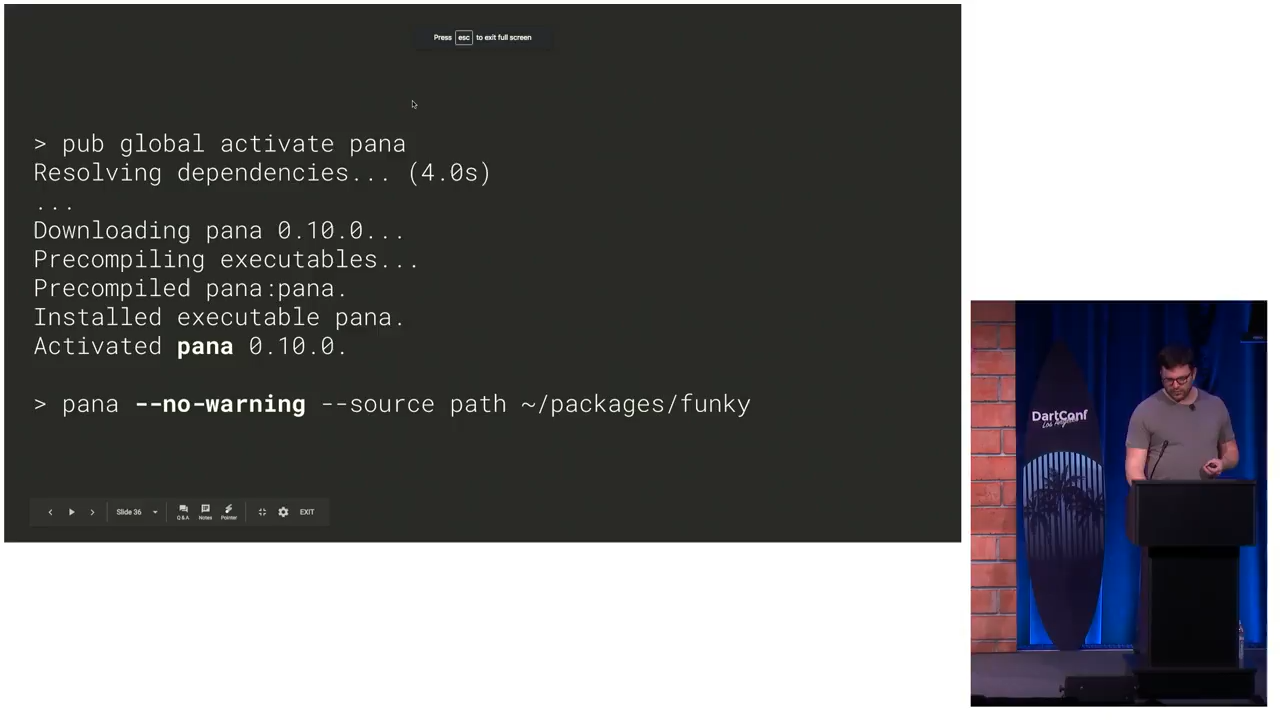 Press esc to exit full screen
> pub global activate pana
Resolving dependencies... (4.0s)
...
Downloading pana 0.10.0...
Precompiling executables...
Precompiled pana:pana.
Installed executable pana.
Activated pana 0.10.0.
> pana --no-warning --source path ~/packages/funky
Slide 36
Q&A
Notes
Pointer
EXIT
DartConf
Los Angeles